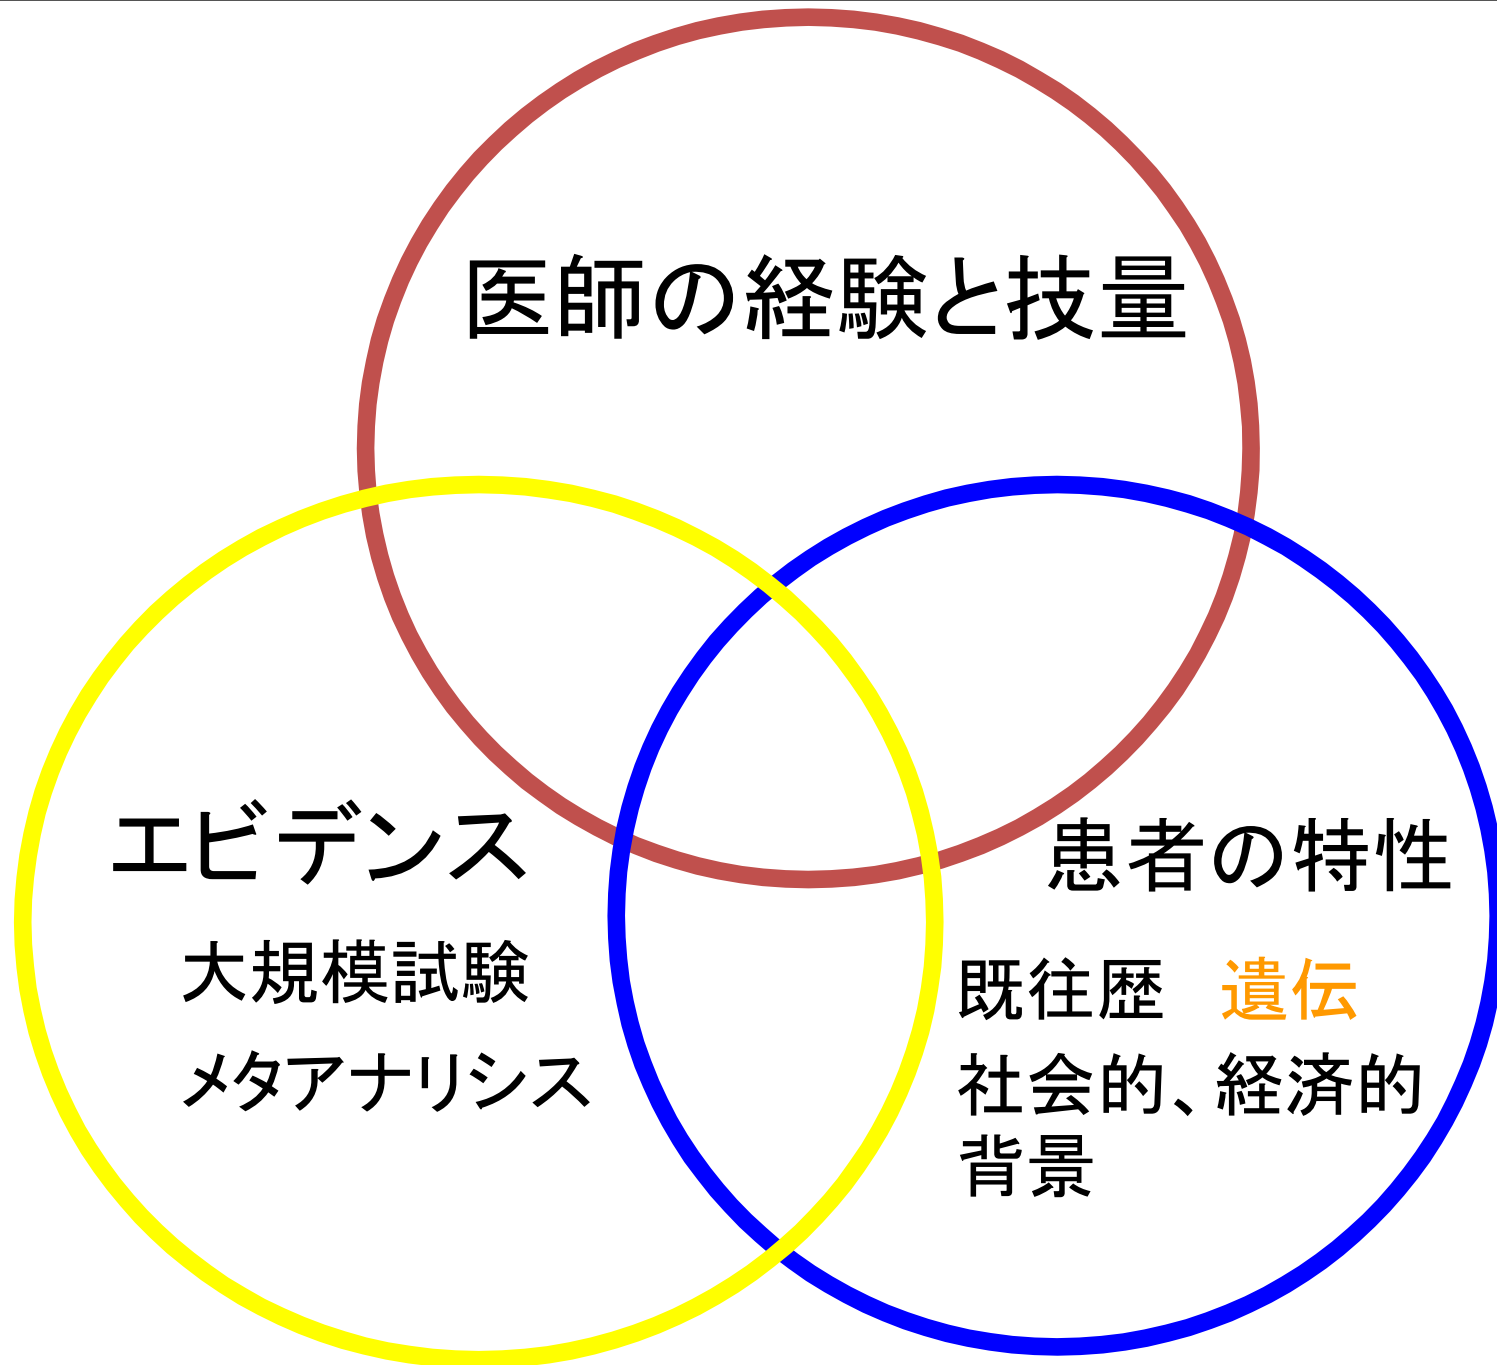 医師の経験と技量
エビデンス
大規模試験
メタアナリシス
患者の特性
既往歴　遺伝
社会的、経済的
背景